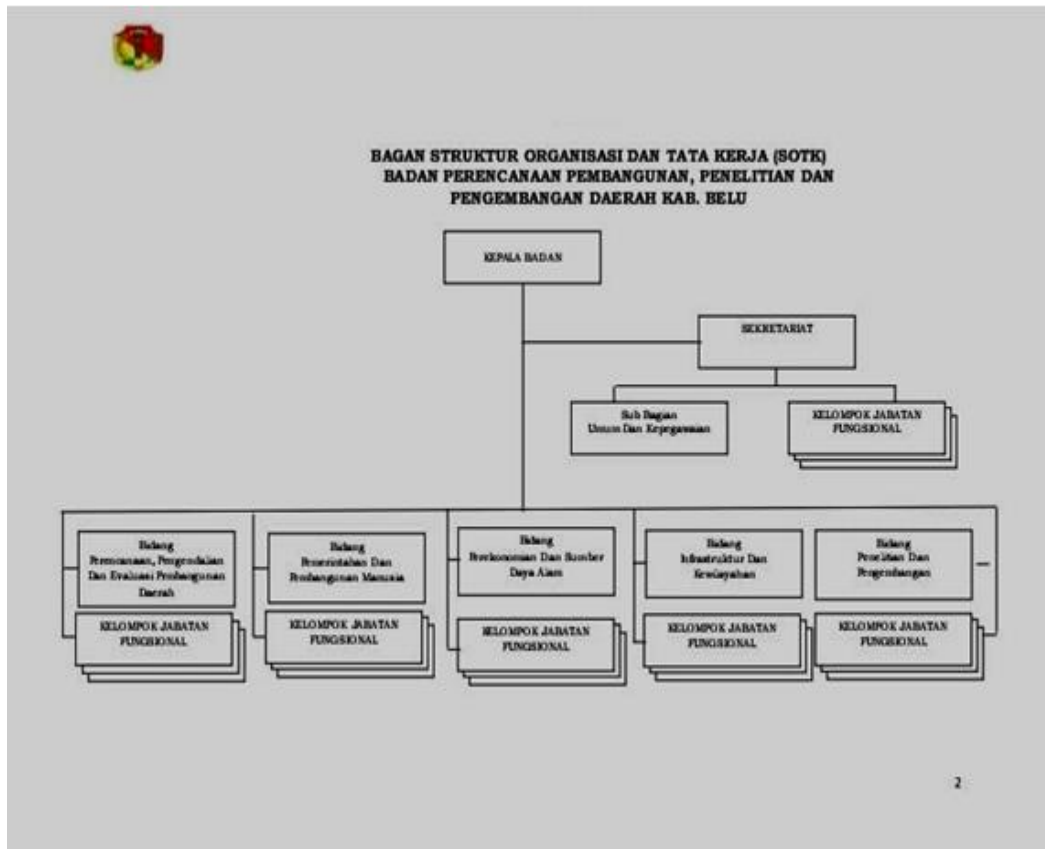 BAGAN STRUKTUR ORGANISASI DAN TATA KERJA (SOTK)
BADAN PERENCANAAN PEMBANGUNAN, PENELITIAN DAN
PENGEMBANGAN DAERAH KAB. BELU
KEPALA BADAN
SEKRETARIAT
Sub Bagian
Umum Dan Kepegawaian
KELOMPOK JABATAN
FUNGSIONAL
Bidang
Perencanaan, Pengendalian
Dan Evaluasi Pembangunan
Daerah
Bidang
Pemerintahan Dan
Pembangunan Manusia
Bidang
Perekonomian Dan Sumber
Daya Alam
Bidang
Infrastruktur Dan
Kewilayahan
Bidang
Penelitian Dan
Pengembangan
KELOMPOK JABATAN
FUNGSIONAL
KELOMPOK JABATAN
FUNGSIONAL
KELOMPOK JABATAN
FUNGSIONAL
KELOMPOK JABATAN
FUNGSIONAL
KELOMPOK JABATAN
FUNGSIONAL
2